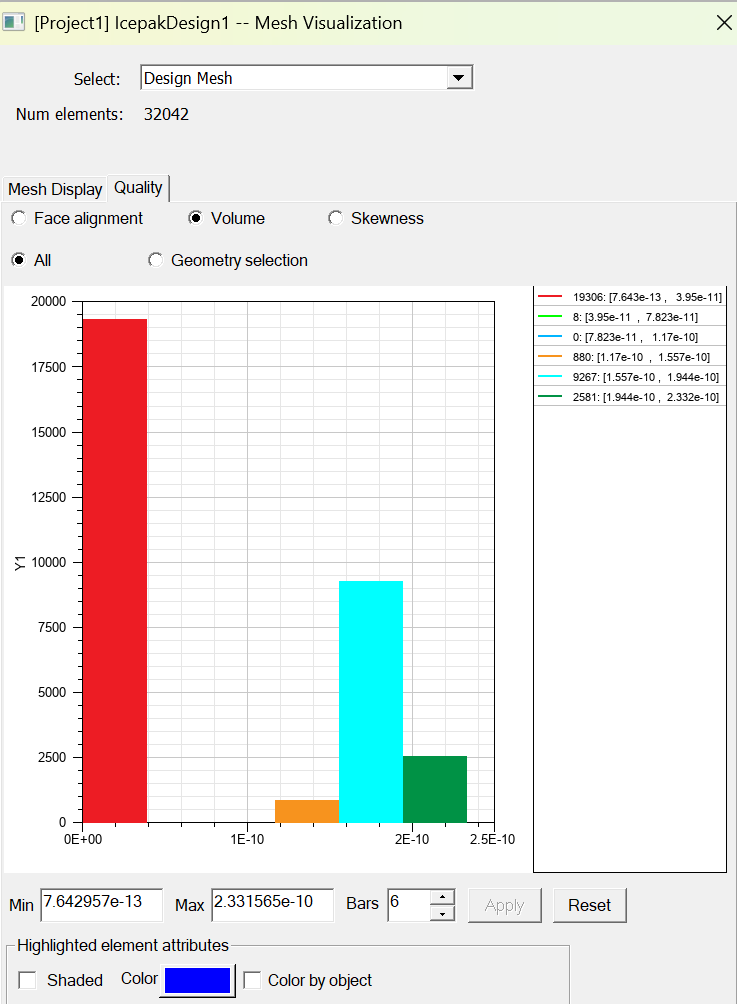 [Project1] IcepakDesign1 -- Mesh Visualization
Select: Design Mesh
Num elements: 32042
Mesh Display Quality
Face alignment Volume Skewness
All Geometry selection
20000
17500
15000
12500
10000
7500
5000
2500
0
Y1
0E+00 1E-10 2E-10 2.5E-10
19306: [7.643e-13 , 3.95e-11]
8: [3.95e-11 , 7.823e-11]
0: [7.823e-11 , 1.17e-10]
880: [1.17e-10 , 1.557e-10]
9267: [1.557e-10 , 1.944e-10]
2581: [1.944e-10 , 2.332e-10]
Min 7.642957e-13 Max 2.331565e-10 Bars 6 Apply Reset
Highlighted element attributes
Shaded Color Color by object